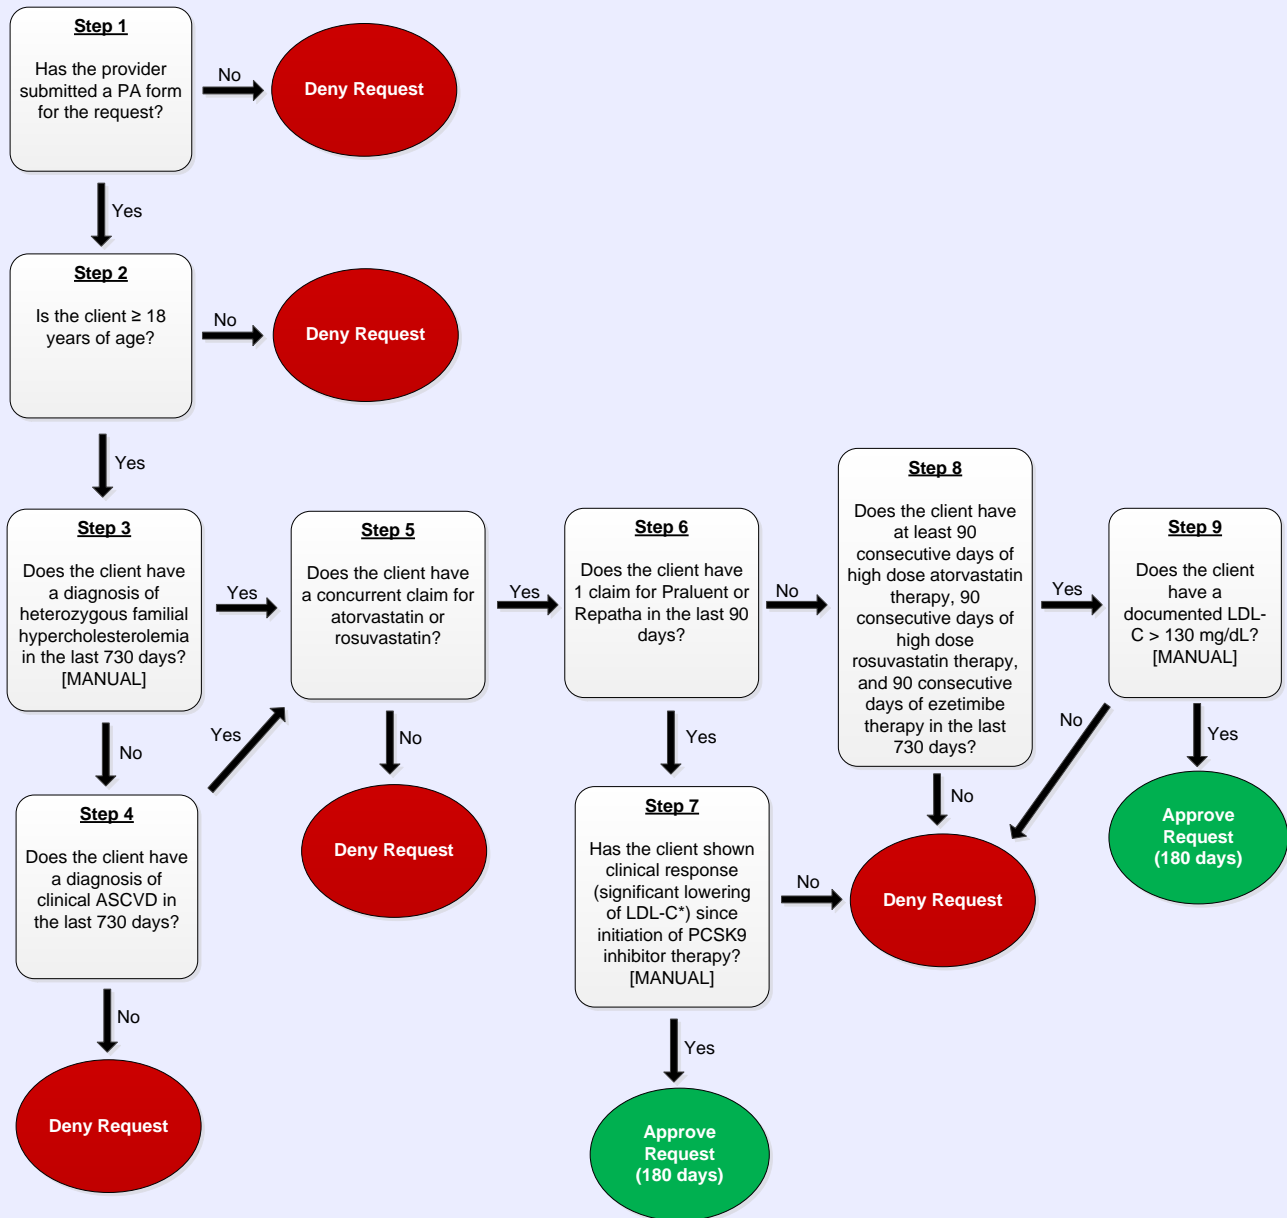 Step 1
Has the provider
submitted a PA form
for the request?
No
Deny Request
Yes
Step 2
Is the client ≥ 18
years of age?
No
Deny Request
Yes
Step 3
Does the client have
a diagnosis of
heterozygous familial
hypercholesterolemia
in the last 730 days?
[MANUAL]
Yes
No
Step 4
Does the client have
a diagnosis of
clinical ASCVD in
the last 730 days?
Yes
No
Deny Request
Step 5
Does the client have
a concurrent claim for
atorvastatin or
rosuvastatin?
Yes
No
Deny Request
Step 6
Does the client have
1 claim for Praluent or
Repatha in the last 90
days?
No
Yes
Step 7
Has the client shown
clinical response
(significant lowering
of LDL-C*) since
initiation of PCSK9
inhibitor therapy?
[MANUAL]
No
Yes
Approve
Request
(180 days)
Step 8
Does the client have
at least 90
consecutive days of
high dose atorvastatin
therapy, 90
consecutive days of
high dose
rosuvastatin therapy,
and 90 consecutive
days of ezetimibe
therapy in the last
730 days?
Yes
No
Deny Request
Step 9
Does the client
have a
documented LDL-
C > 130 mg/dL?
[MANUAL]
No
Yes
Approve
Request
(180 days)